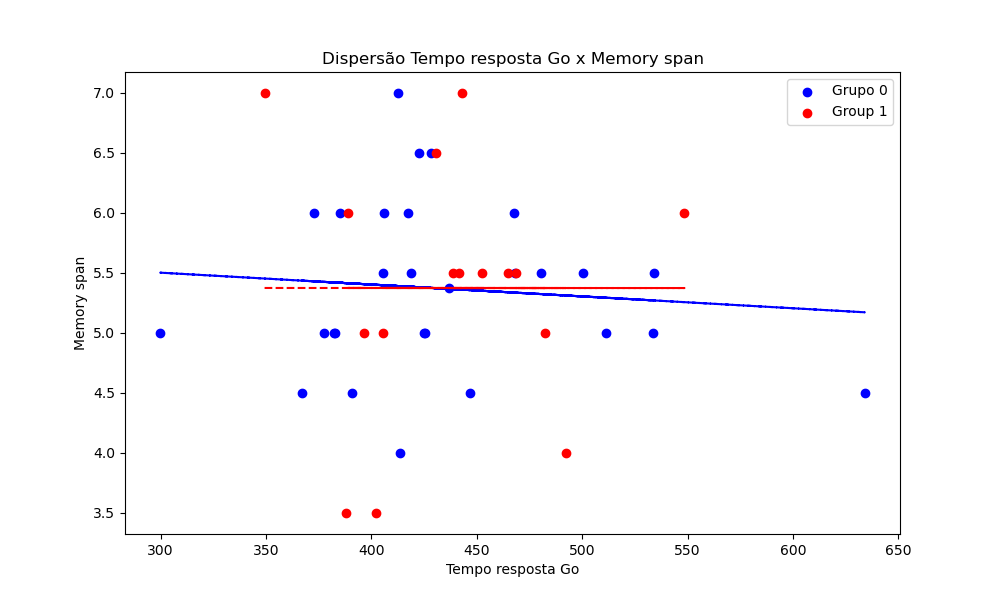 Dispersão Tempo resposta Go x Memory span
Grupo 0
Group 1
7.0
6.5
6.0
5.5
5.0
4.5
4.0
3.5
Memory span
300 350 400 450 500 550 600 650
Tempo resposta Go